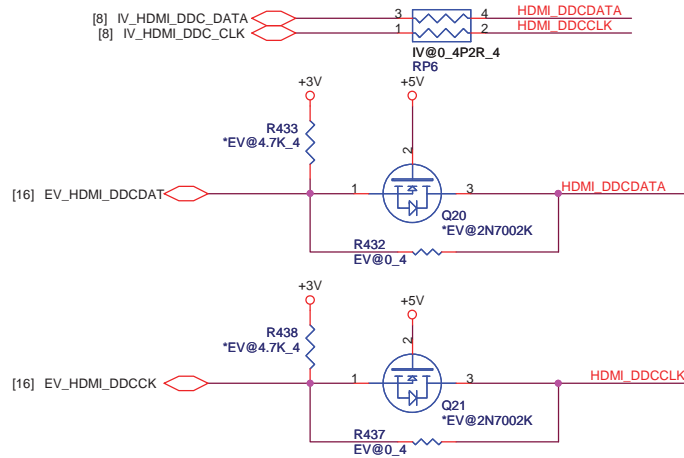 [8] IV_HDMI_DDC_DATA 3 4 HDMI_DDCDATA
[8] IV_HDMI_DDC_CLK 1 2 HDMI_DDCCLK
IV@0_4P2R_4
RP6
+3V +5V
R433
*EV@4.7K_4
2
[16] EV_HDMI_DDCDAT 1 3 HDMI_DDCDATA
Q20
*EV@2N7002K
R432
EV@0_4
+3V +5V
R438
*EV@4.7K_4
2
[16] EV_HDMI_DDCCK 1 3 HDMI_DDCCLK
Q21
*EV@2N7002K
R437
EV@0_4